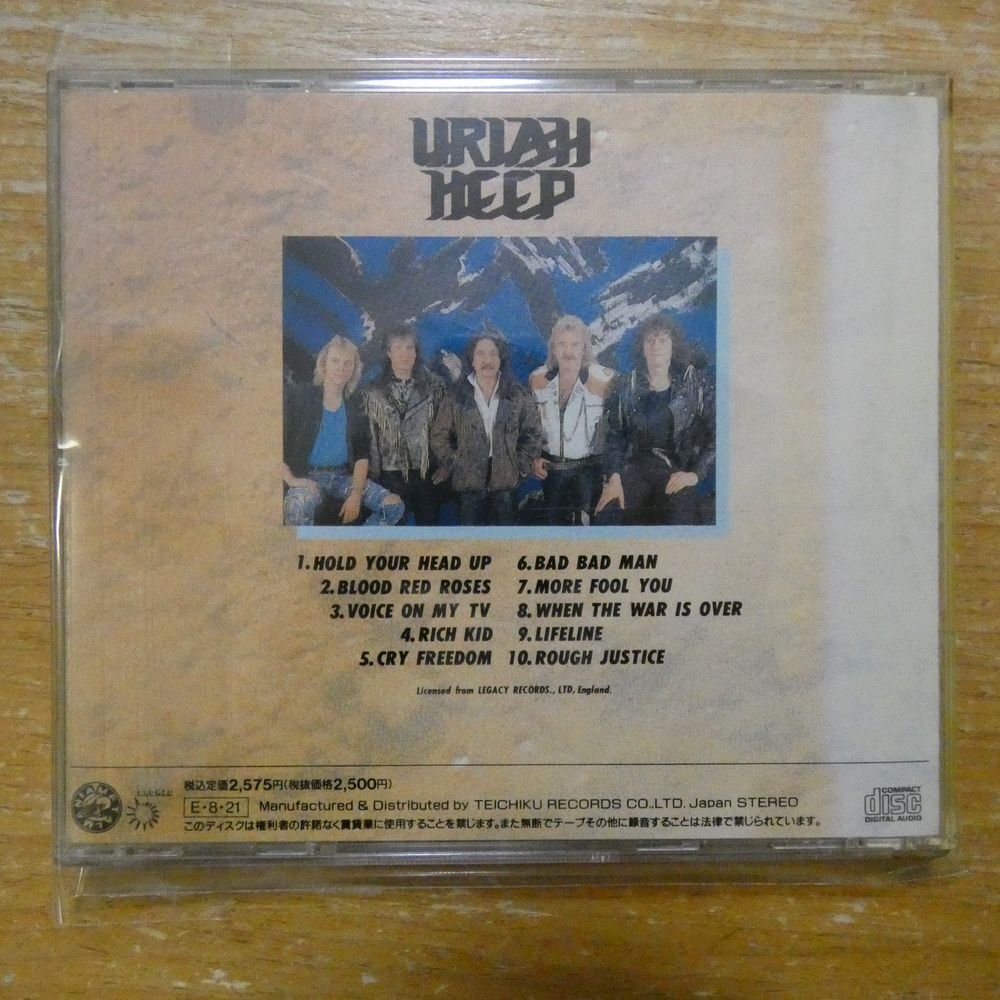 URIAH
HEEP
1. HOLD YOUR HEAD UP
2. BLOOD RED ROSES
3. VOICE ON MY TV
4. RICH KID
5. CRY FREEDOM
6. BAD BAD MAN
7. MORE FOOL YOU
8. WHEN THE WAR IS OVER
9. LIFELINE
10. ROUGH JUSTICE
Licensed from LEGACY RECORDS., LTD, England.
税込定価2,575円(税抜価格2,500円)
E・8・21 Manufactured & Distributed by TEICHIKU RECORDS CO.,LTD. Japan STEREO
このディスクは権利者の許諾なく賃貸業に使用することを禁じます。また無断でテープその他に録音することは法律で禁じられています。
COMPACT
disc
DIGITAL AUDIO